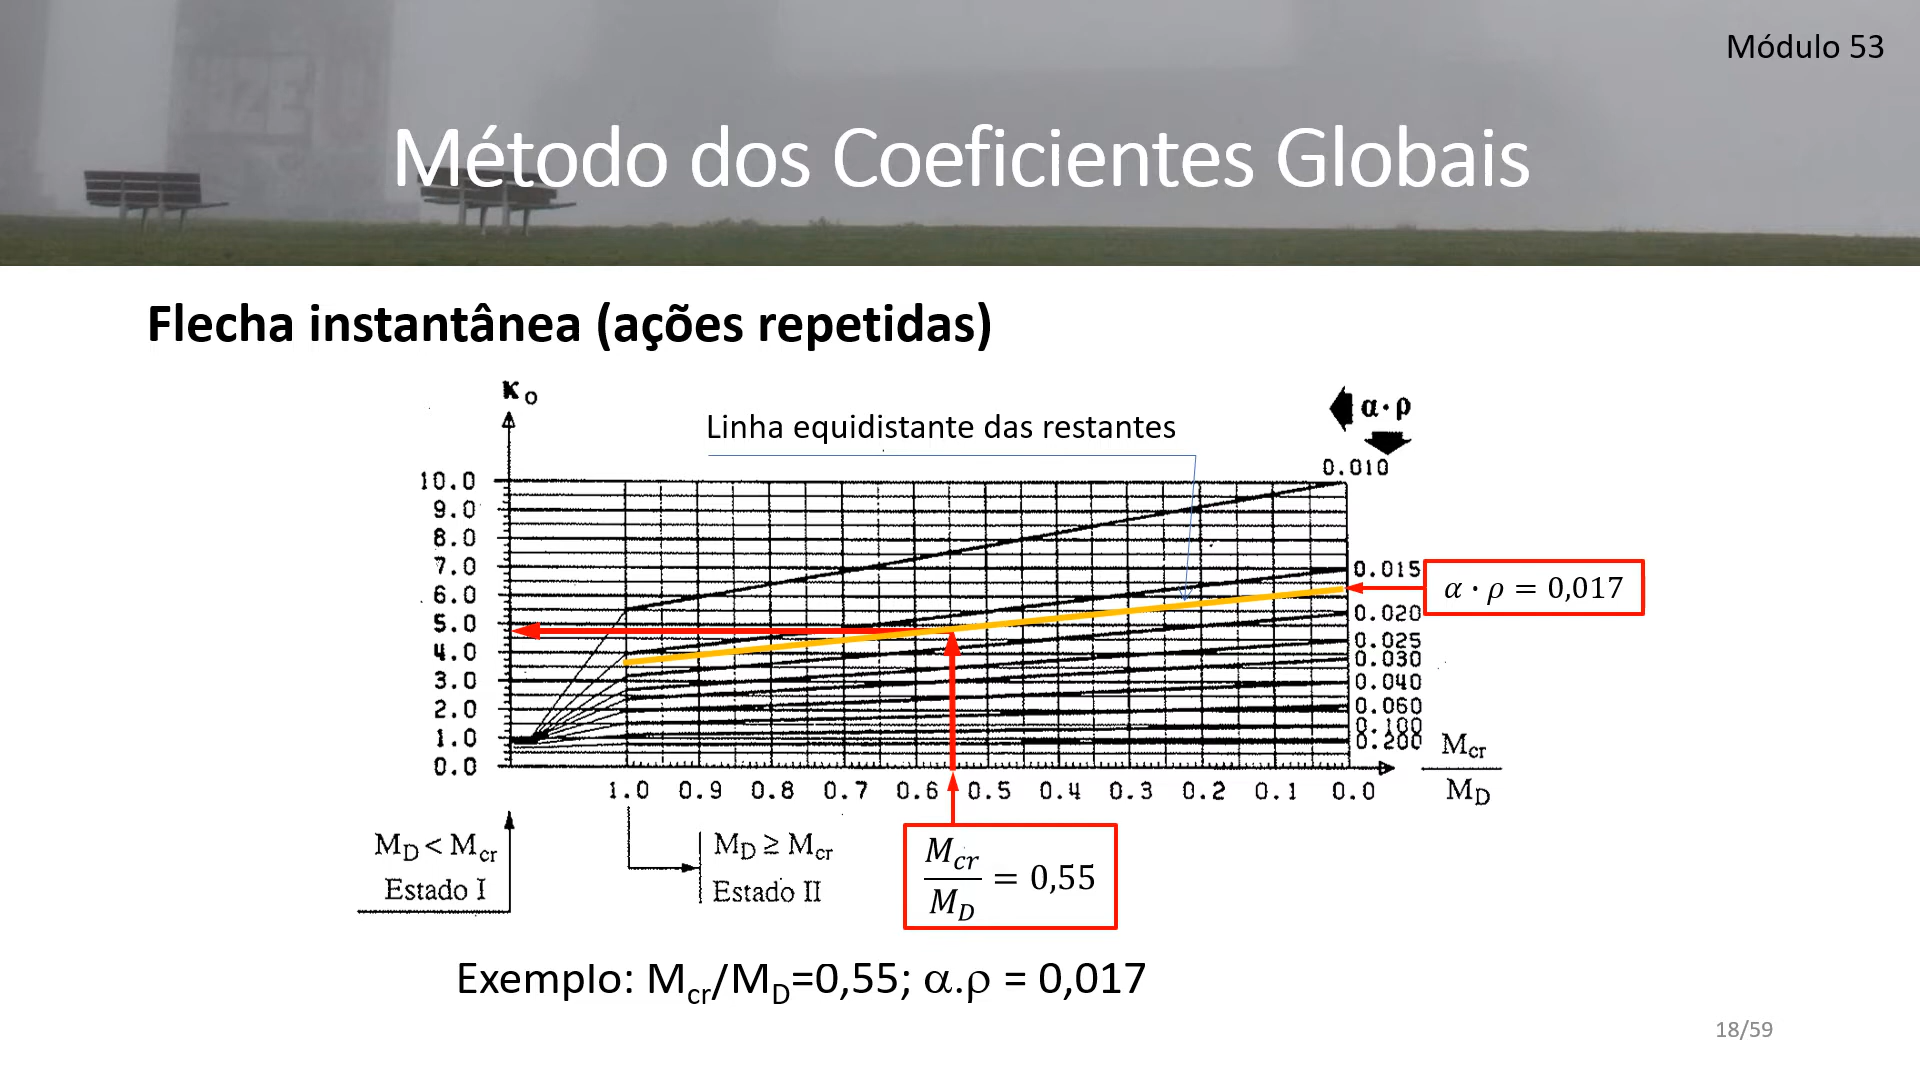 Módulo 53
Método dos Coeficientes Globais
Flecha instantânea (ações repetidas)
κo
Linha equidistante das restantes
α·ρ
0.010
10.0
9.0
8.0
7.0
6.0
5.0
4.0
3.0
2.0
1.0
0.0
0.015
0.020
0.025
0.030
0.040
0.060
0.100
0.200
α · ρ = 0,017
Mcr
MD
1.0 0.9 0.8 0.7 0.6 0.5 0.4 0.3 0.2 0.1 0.0
MD < Mcr
Estado I
MD ≥ Mcr
Estado II
Mcr/MD = 0,55
Exemplo: Mcr/MD=0,55; α.ρ = 0,017
18/59